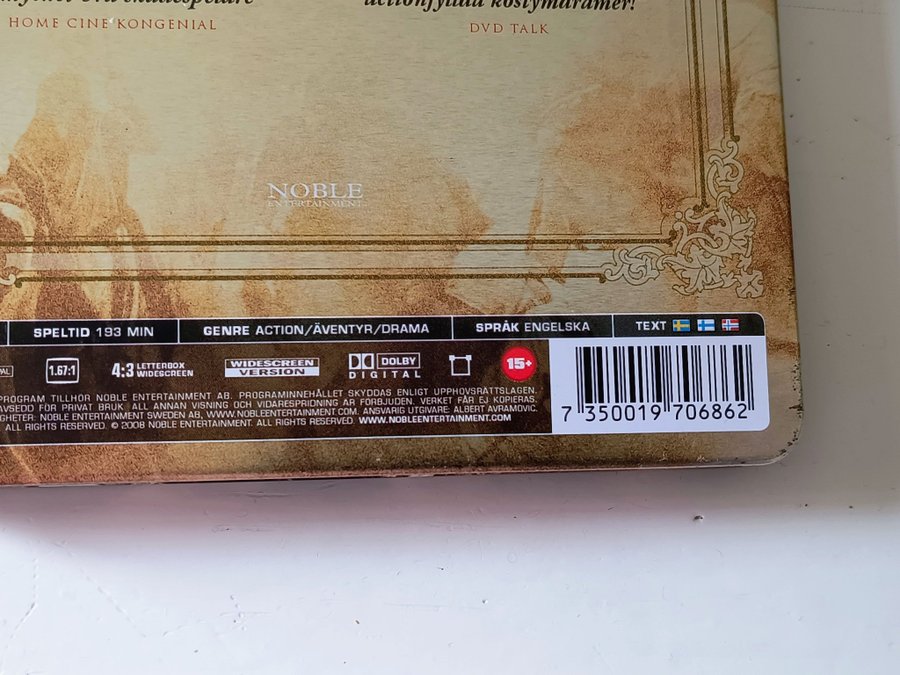 actionfyllda kostymdramer!
HOME CINE KONGENIAL
DVD TALK
NOBLE
ENTERTAINMENT
SPELTID 193 MIN
GENRE ACTION/ÄVENTYR/DRAMA
SPRÅK ENGELSKA
TEXT
PAL
1.67:1
4:3 LETTERBOX
WIDESCREEN
WIDESCREEN
VERSION
DOLBY
DIGITAL
15+
PROGRAM TILLHÖR NOBLE ENTERTAINMENT AB. PROGRAMINNEHÅLLET SKYDDAS ENLIGT UPPHOVSRÄTTSLAGEN.
AVSEDD FÖR PRIVAT BRUK. ALL ANNAN VISNING OCH VIDARESPRIDNING ÄR FÖRBJUDEN. VERKET FÅR EJ KOPIERAS.
GHETER: NOBLE ENTERTAINMENT SWEDEN AB, WWW.NOBLEENTERTAINMENT.COM. ANSVARIG UTGIVARE: ALBERT AVRAMOVIC.
ALL RIGHTS RESERVED. © 2008 NOBLE ENTERTAINMENT. ALL RIGHTS RESERVED. WWW.NOBLEENTERTAINMENT.COM
7 350019 706862